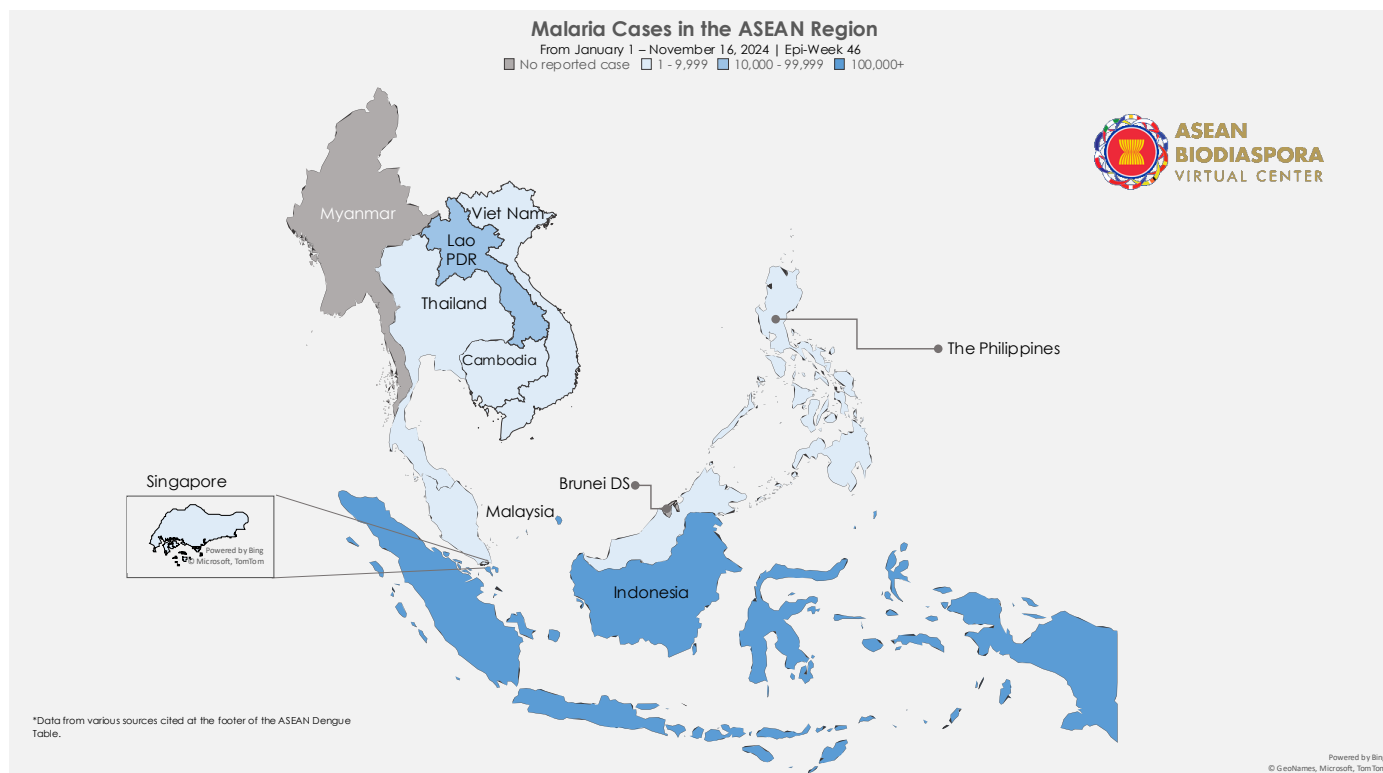 Malaria Cases in the ASEAN Region
From January 1 – November 16, 2024 | Epi-Week 46
No reported case 1 - 9,999 10,000 - 99,999 100,000+
ASEAN
BIODIASPORA
VIRTUAL CENTER
Myanmar
Viet Nam
Lao
PDR
Thailand
Cambodia
The Philippines
Singapore
Powered by Bing
© Microsoft, TomTom
Brunei DS
Malaysia
Indonesia
*Data from various sources cited at the footer of the ASEAN Dengue
Table.
Powered by Bing
© GeoNames, Microsoft, TomTom